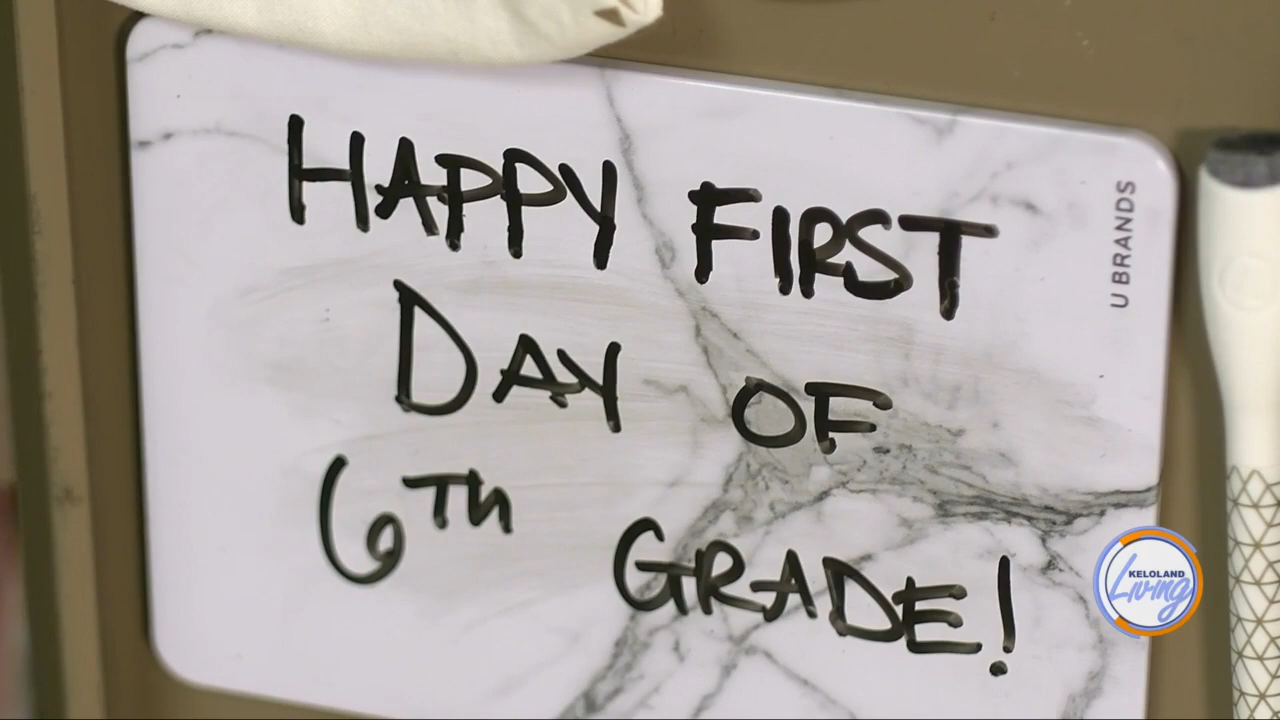 HAPPY FIRST
DAY OF
6TH GRADE!
U BRANDS
KELOLAND
Living